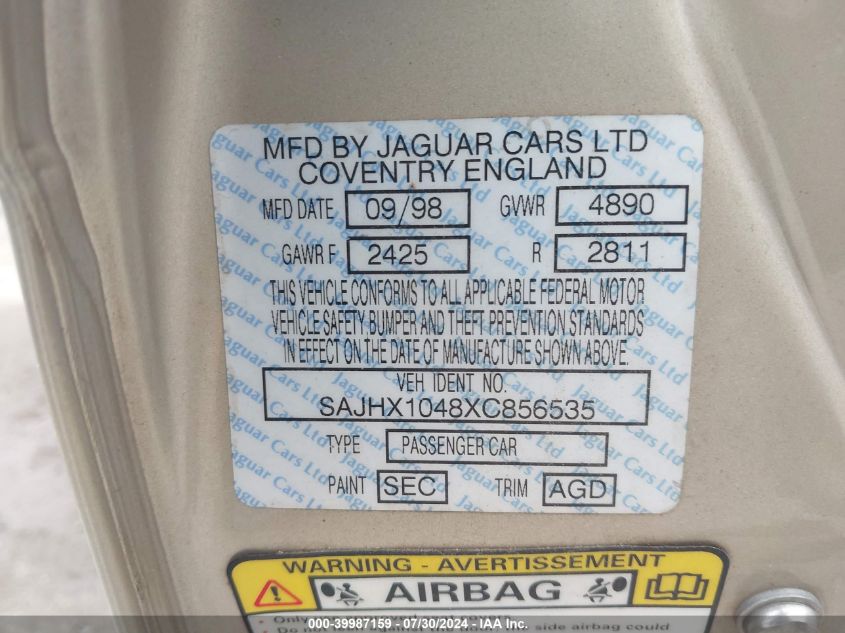 MFD BY JAGUAR CARS LTD
COVENTRY ENGLAND
MFD DATE 09/98 GVWR 4890
GAWR F 2425 R 2811
THIS VEHICLE CONFORMS TO ALL APPLICABLE FEDERAL MOTOR
VEHICLE SAFETY BUMPER AND THEFT PREVENTION STANDARDS
IN EFFECT ON THE DATE OF MANUFACTURE SHOWN ABOVE.
VEH IDENT NO.
SAJHX1048XC856535
TYPE PASSENGER CAR
PAINT SEC TRIM AGD
WARNING - AVERTISSEMENT
AIRBAG
000-39987159 - 07/30/2024 - IAA Inc.
side airbag could